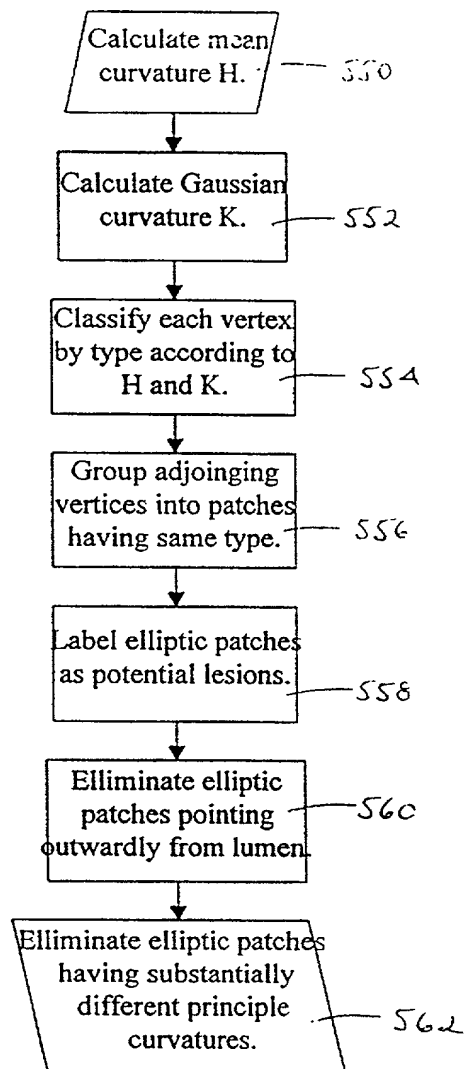 Calculate mean
curvature H.
550
Calculate Gaussian
curvature K.
552
Classify each vertex
by type according to
H and K.
554
Group adjoinging
vertices into patches
having same type.
556
Label elliptic patches
as potential lesions.
558
Elliminate elliptic
patches pointing
outwardly from lumen.
560
Elliminate elliptic patches
having substantially
different principle
curvatures.
562